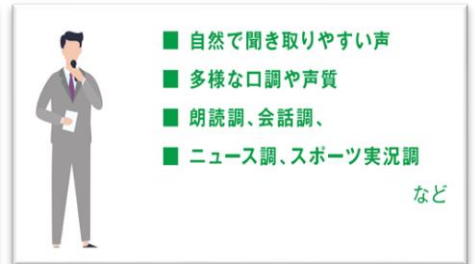 ■ 自然で聞き取りやすい声
■ 多様な口調や声質
■ 朗読調、会話調、
■ ニュース調、スポーツ実況調
など